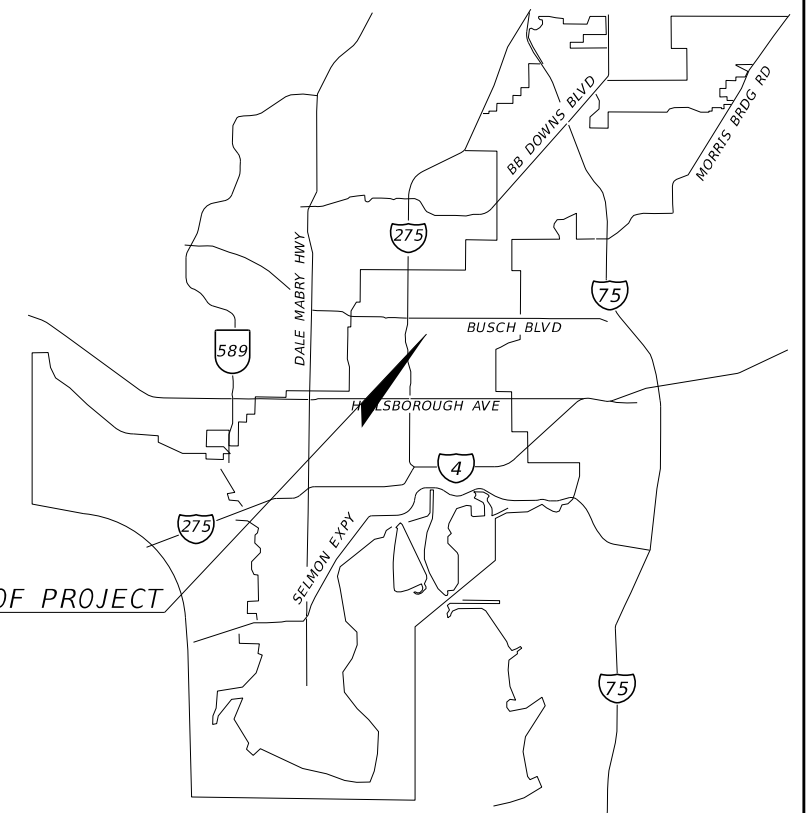 BB DOWNS BLVD
MORRIS BRDG RD
275
DALE MABRY HWY
75
BUSCH BLVD
589
HILLSBOROUGH AVE
4
275
SELMON EXPY
OF PROJECT
75